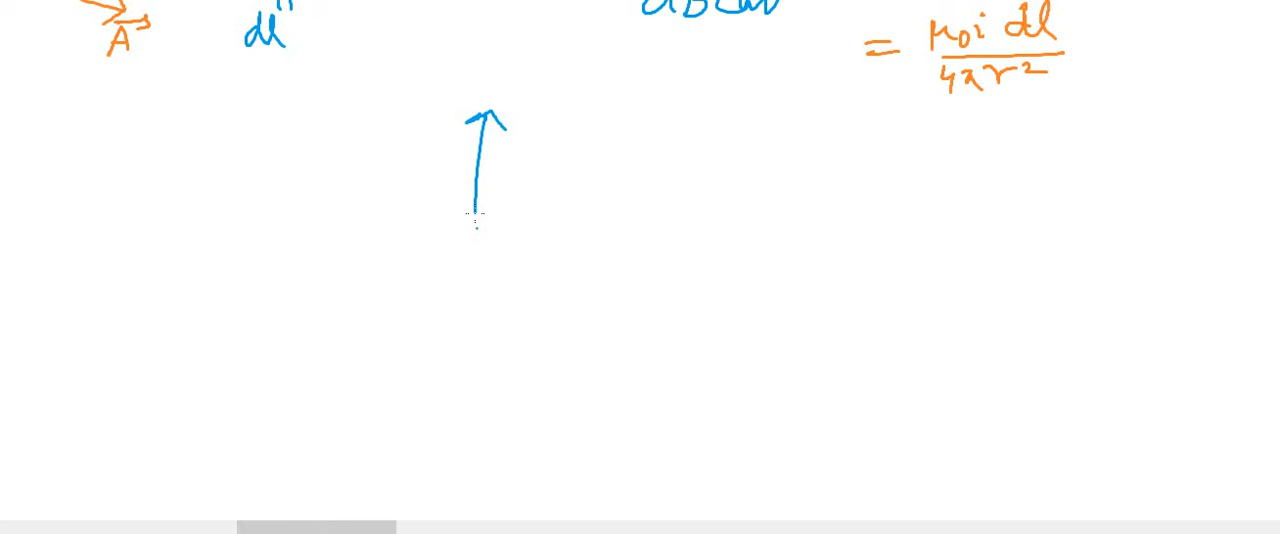 A⃗
dl
= μ₀i dl / 4πr²